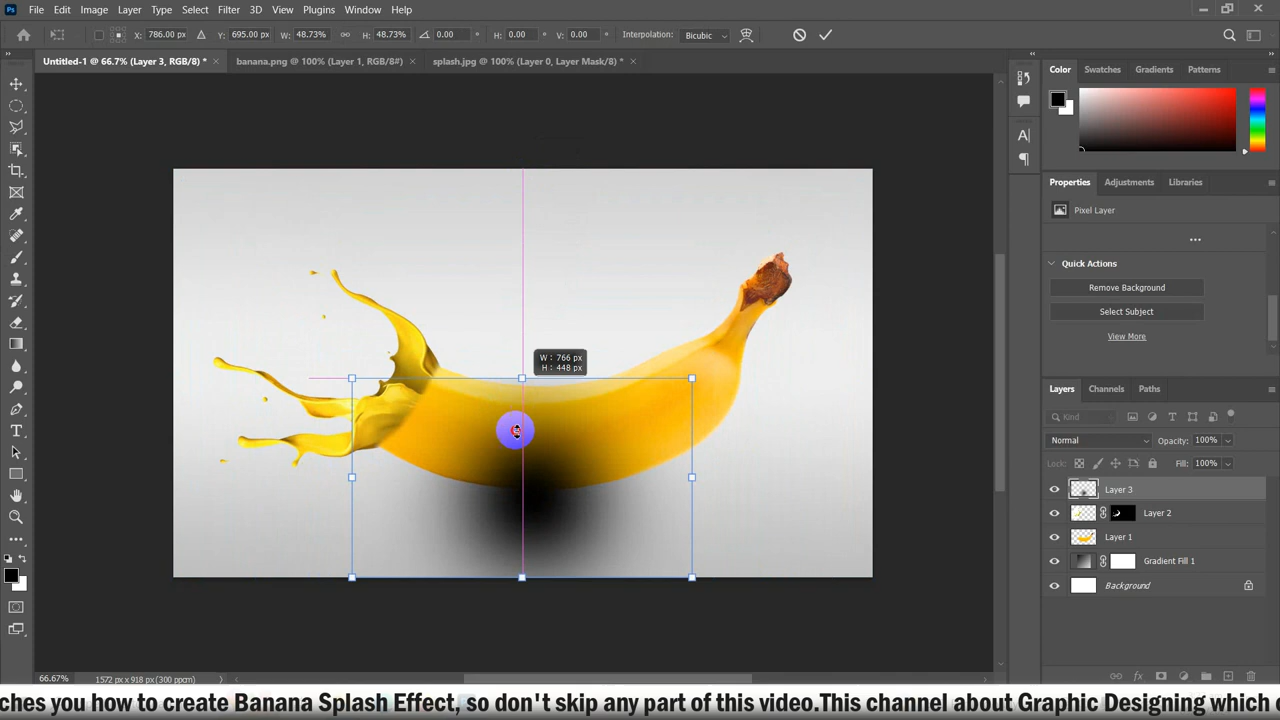 Ps File Edit Image Layer Type Select Filter 3D View Plugins Window Help
X: 786.00 px Y: 695.00 px W: 48.73% H: 48.73% 0.00 ° H: 0.00 ° V: 0.00 ° Interpolation: Bicubic
Untitled-1 @ 66.7% (Layer 3, RGB/8) * × banana.png @ 100% (Layer 1, RGB/8#) × splash.jpg @ 100% (Layer 0, Layer Mask/8) * ×
Color Swatches Gradients Patterns
Properties Adjustments Libraries
Pixel Layer
Quick Actions
Remove Background
Select Subject
View More
W: 766 px
H: 448 px
Layers Channels Paths
Kind
Normal Opacity: 100%
Lock: Fill: 100%
Layer 3
Layer 2
Layer 1
Gradient Fill 1
Background
66.67% 1572 px x 918 px (300 ppcm)
ches you how to create Banana Splash Effect, so don't skip any part of this video.This channel about Graphic Designing which